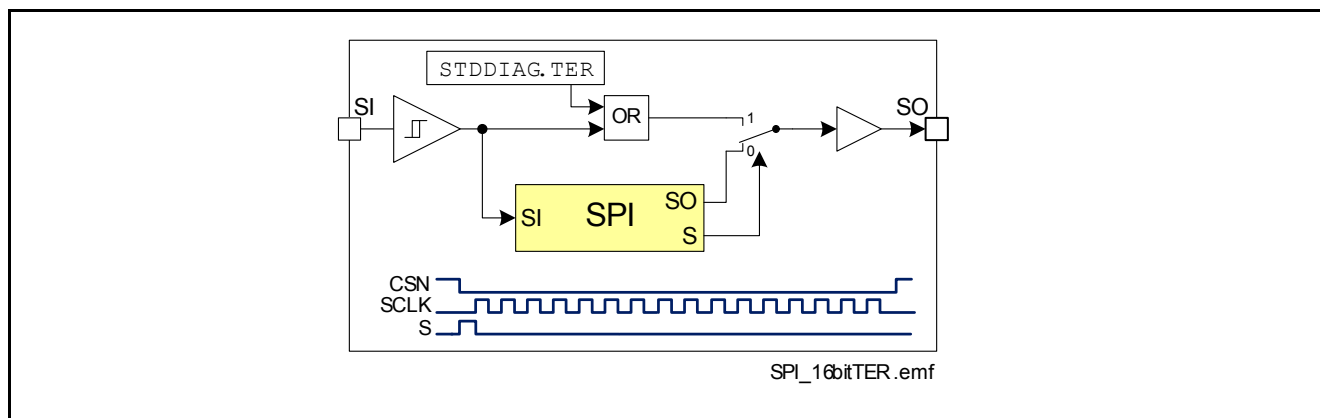 STDDIAG.TER
SI
OR
1
0
SO
SI
SPI
SO
S
CSN
SCLK
S
SPI_16bitTER.emf